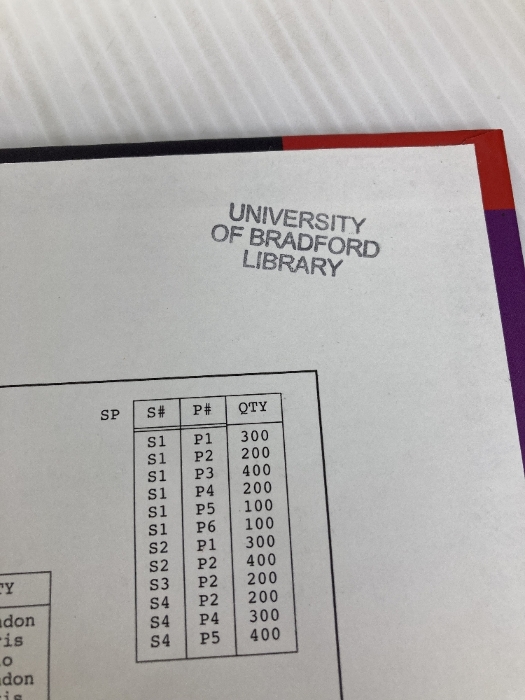 UNIVERSITY
OF BRADFORD
LIBRARY
SP S# P# QTY
S1 P1 300
S1 P2 200
S1 P3 400
S1 P4 200
S1 P5 100
S1 P6 100
S2 P1 300
S2 P2 400
S3 P2 200
S4 P2 200
S4 P4 300
S4 P5 400